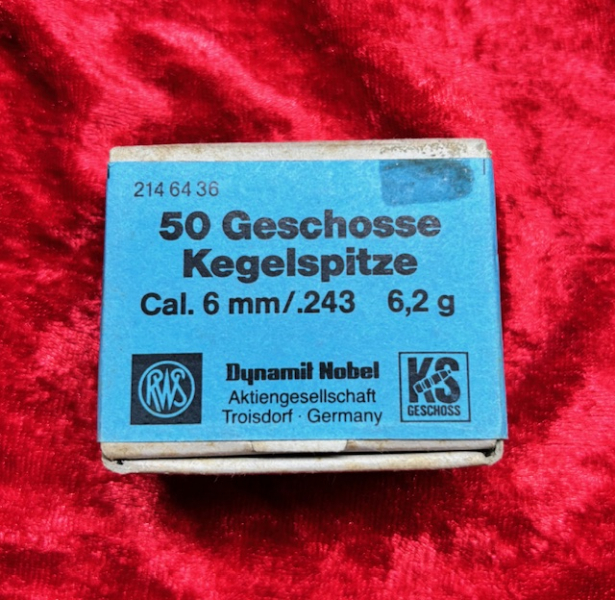 214 64 36
50 Geschosse
Kegelspitze
Cal. 6 mm/.243 6,2 g
RWS
Dynamit Nobel
Aktiengesellschaft
Troisdorf · Germany
KS
GESCHOSS